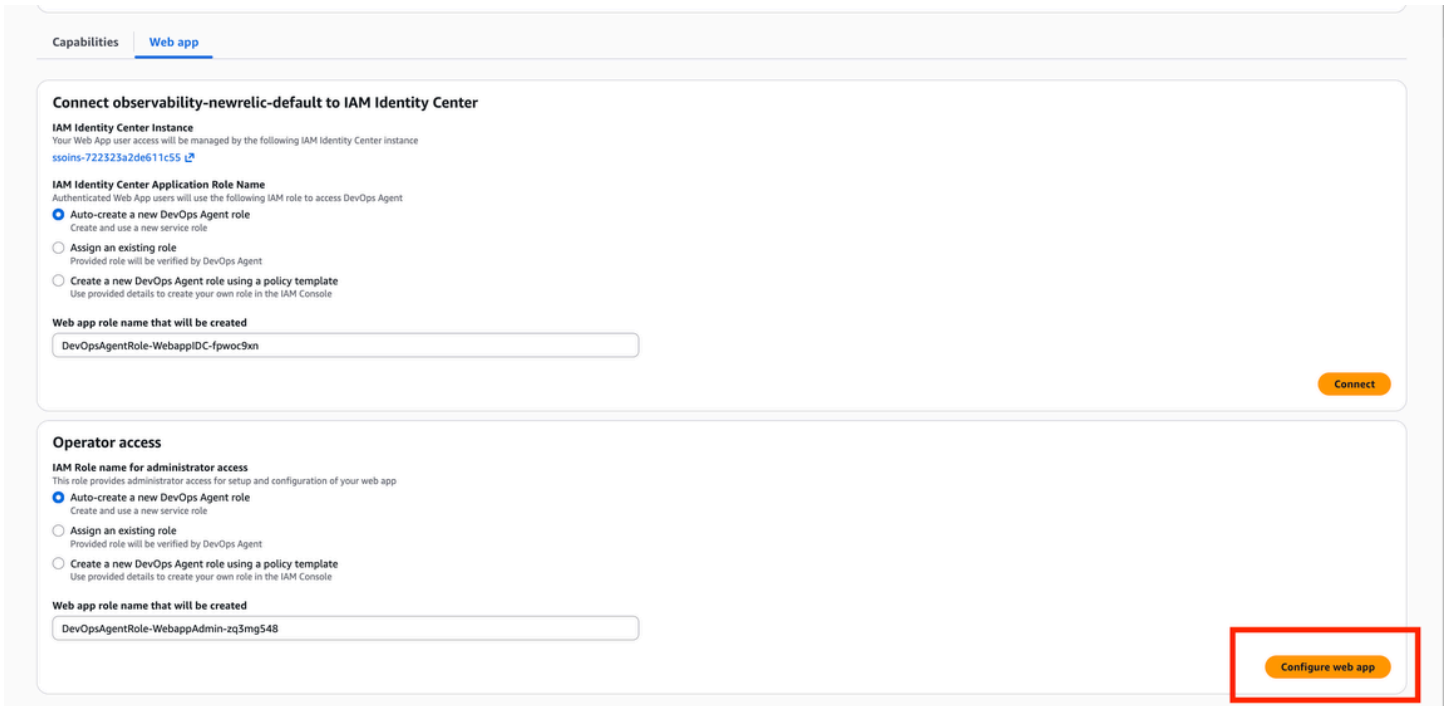 Capabilities
Web app
Connect observability-newrelic-default to IAM Identity Center
IAM Identity Center Instance
Your Web App user access will be managed by the following IAM Identity Center instance
ssoins-722323a2de611c55
IAM Identity Center Application Role Name
Authenticated Web App users will use the following IAM role to access DevOps Agent
Auto-create a new DevOps Agent role
Create and use a new service role
Assign an existing role
Provided role will be verified by DevOps Agent
Create a new DevOps Agent role using a policy template
Use provided details to create your own role in the IAM Console
Web app role name that will be created
DevOpsAgentRole-WebappIDC-fpwoc9xn
Connect
Operator access
IAM Role name for administrator access
This role provides administrator access for setup and configuration of your web app
Auto-create a new DevOps Agent role
Create and use a new service role
Assign an existing role
Provided role will be verified by DevOps Agent
Create a new DevOps Agent role using a policy template
Use provided details to create your own role in the IAM Console
Web app role name that will be created
DevOpsAgentRole-WebappAdmin-zq3mg548
Configure web app